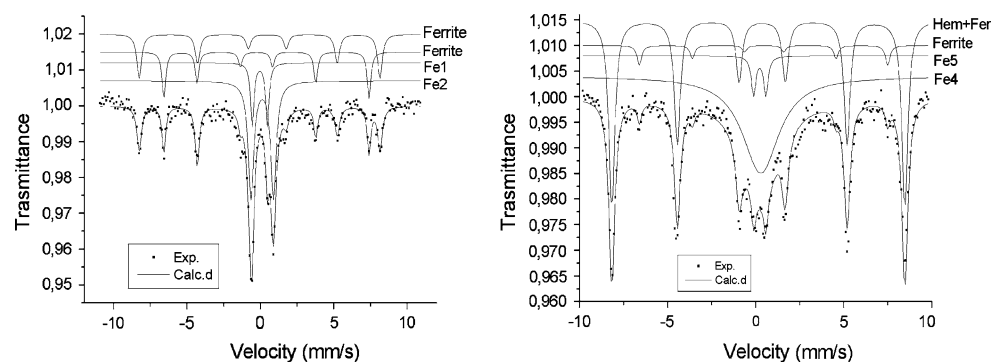 1,02
1,01
1,00
0,99
0,98
0,97
0,96
0,95
Trasmittance
Ferrite
Ferrite
Fe1
Fe2
Exp.
Calc.d
-10
-5
0
5
10
Velocity (mm/s)
1,015
1,010
1,005
1,000
0,995
0,990
0,985
0,980
0,975
0,970
0,965
0,960
Trasmittance
Hem+Fer
Ferrite
Fe5
Fe4
Exp.
Calc.d
-10
-5
0
5
10
Velocity (mm/s)